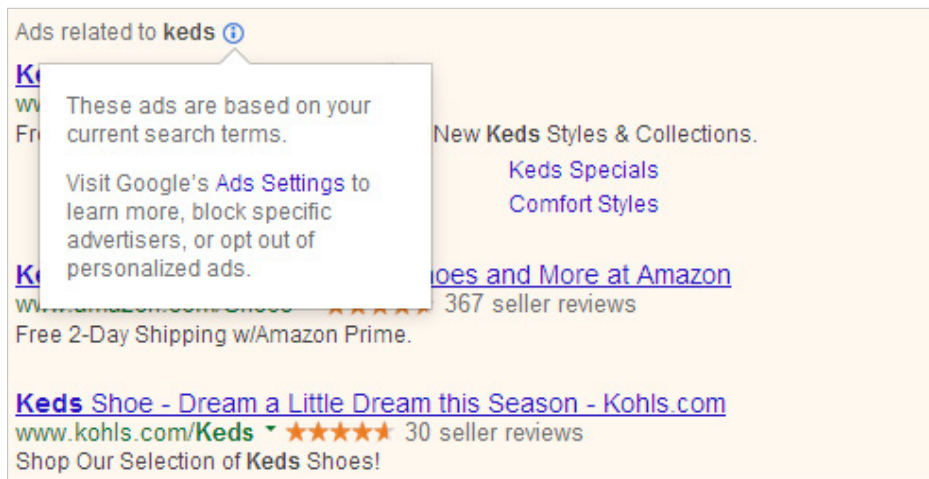 Ads related to keds
Ke
ww
These ads are based on your
current search terms.
Fr
New Keds Styles & Collections.
Visit Google's Ads Settings to
learn more, block specific
advertisers, or opt out of
personalized ads.
Keds Specials
Comfort Styles
Ke
oes and More at Amazon
367 seller reviews
Free 2-Day Shipping w/Amazon Prime.
Keds Shoe - Dream a Little Dream this Season - Kohls.com
www.kohls.com/Keds 30 seller reviews
Shop Our Selection of Keds Shoes!